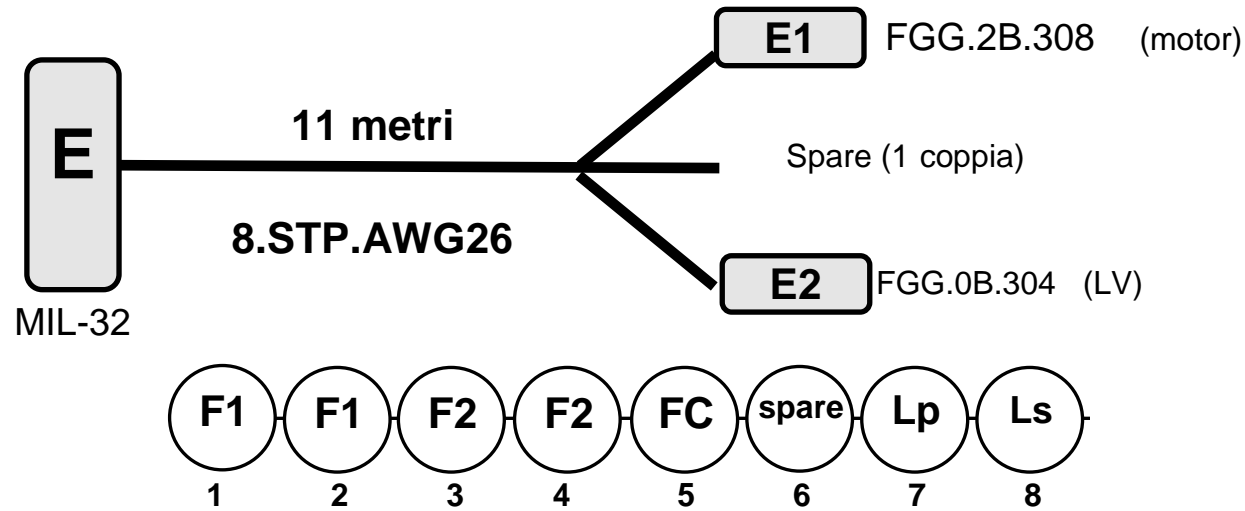 E1 FGG.2B.308 (motor)
E 11 metri
Spare (1 coppia)
8.STP.AWG26
E2 FGG.0B.304 (LV)
MIL-32
F1 F1 F2 F2 FC spare Lp Ls
1 2 3 4 5 6 7 8